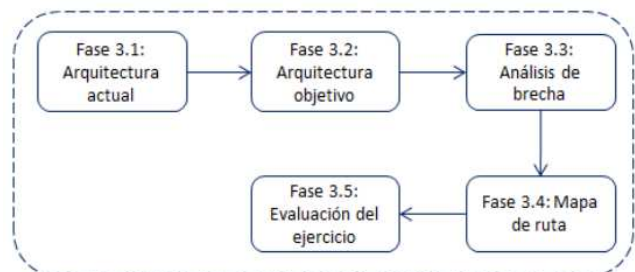 Fase 3.1:
Arquitectura
actual
Fase 3.2:
Arquitectura
objetivo
Fase 3.3:
Análisis de
brecha
Fase 3.4: Mapa
de ruta
Fase 3.5:
Evaluación del
ejercicio